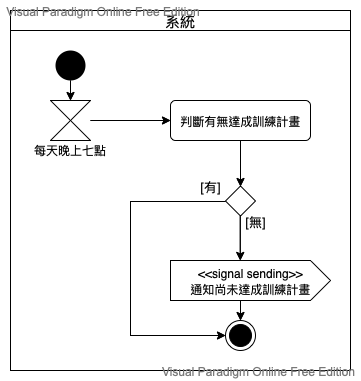 Visual Paradigm Online Free Edition
系統
每天晚上七點
判斷有無達成訓練計畫
[有]
[無]
<<signal sending>>
通知尚未達成訓練計畫
Visual Paradigm Online Free Edition